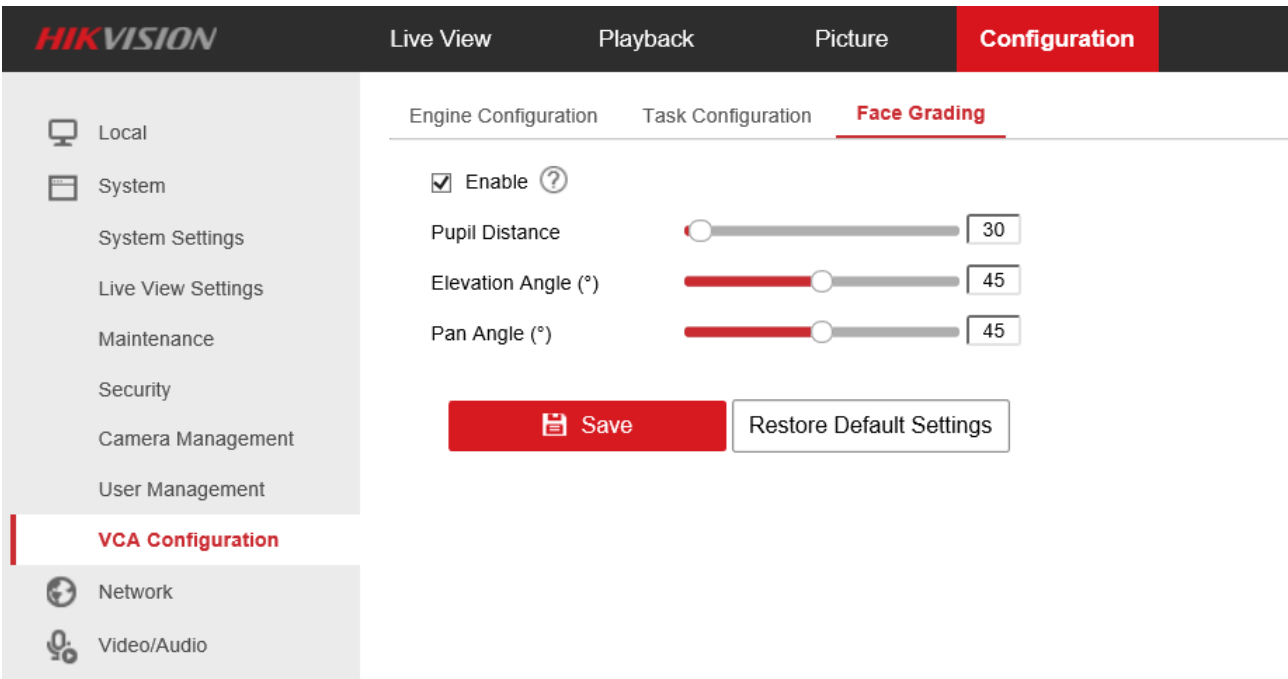 HIKVISION Live View Playback Picture Configuration
Local
System
System Settings
Live View Settings
Maintenance
Security
Camera Management
User Management
VCA Configuration
Network
Video/Audio
Engine Configuration Task Configuration Face Grading
Enable ?
Pupil Distance 30
Elevation Angle (°) 45
Pan Angle (°) 45
Save Restore Default Settings